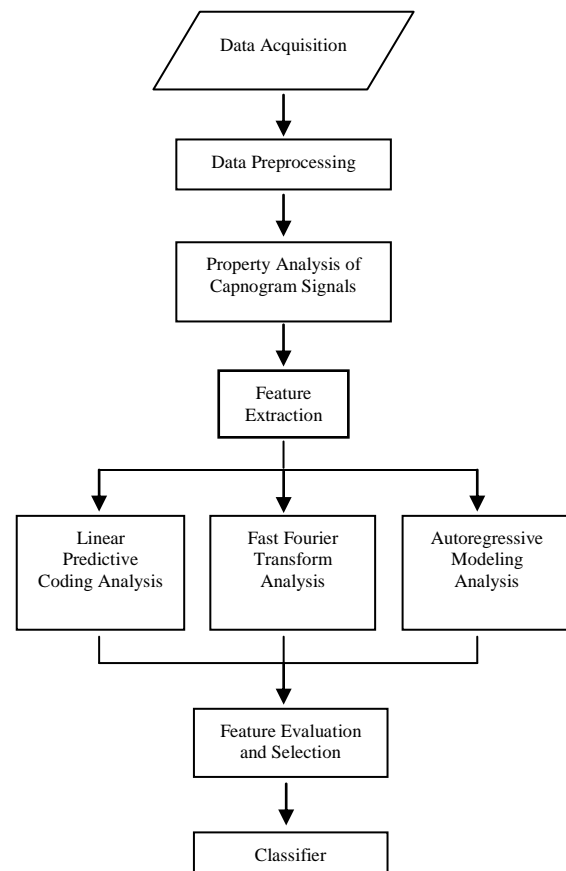 Data Acquisition
Data Preprocessing
Property Analysis of
Capnogram Signals
Feature
Extraction
Linear
Predictive
Coding Analysis
Fast Fourier
Transform
Analysis
Autoregressive
Modeling
Analysis
Feature Evaluation
and Selection
Classifier